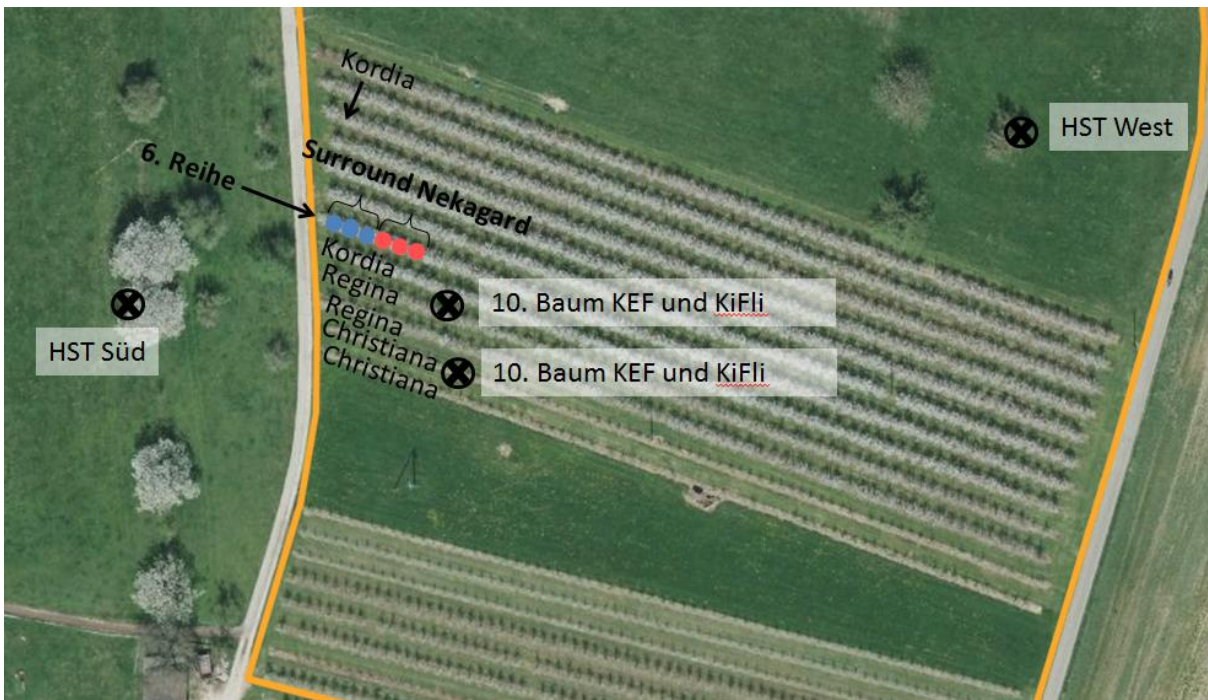 Kordia
HST West
6. Reihe
Surround Nekagard
Kordia
Regina
Regina
Christiana
Christiana
10. Baum KEF und KiFli
10. Baum KEF und KiFli
HST Süd